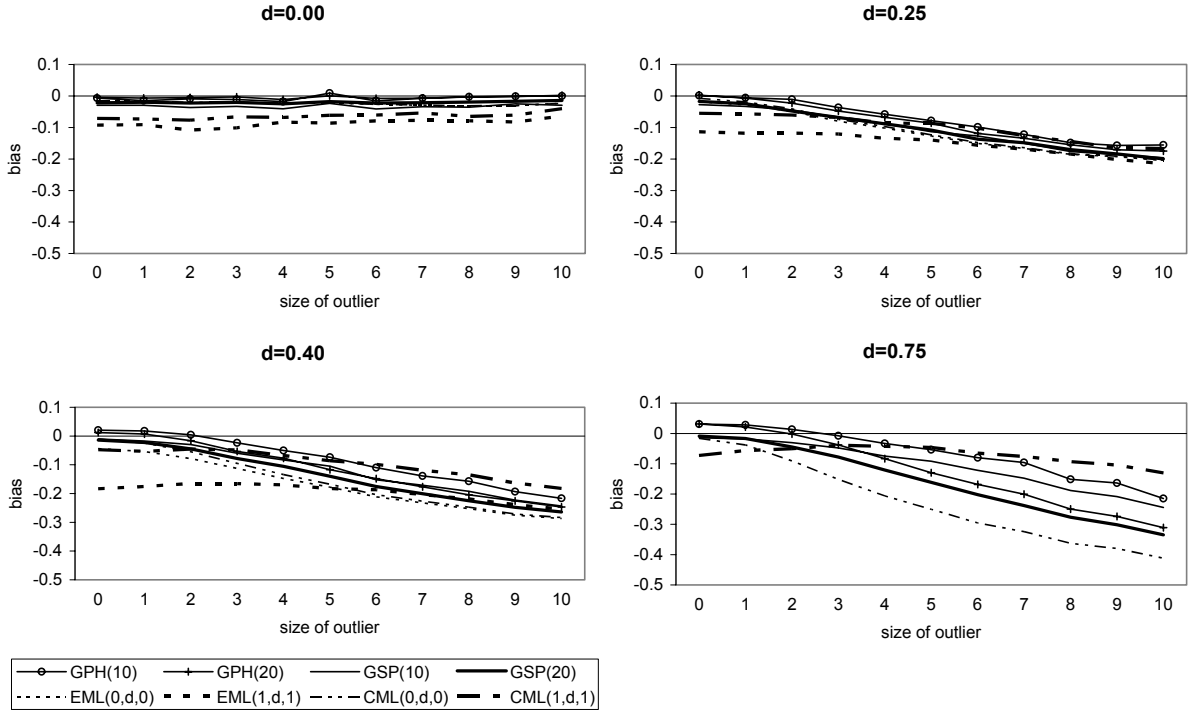 d=0.00
0.1
0
-0.1
-0.2
-0.3
-0.4
-0.5
bias
0 1 2 3 4 5 6 7 8 9 10
size of outlier
d=0.25
0.1
0
-0.1
-0.2
-0.3
-0.4
-0.5
bias
0 1 2 3 4 5 6 7 8 9 10
size of outlier
d=0.40
0.1
0
-0.1
-0.2
-0.3
-0.4
-0.5
bias
0 1 2 3 4 5 6 7 8 9 10
size of outlier
d=0.75
0.1
0
-0.1
-0.2
-0.3
-0.4
-0.5
bias
0 1 2 3 4 5 6 7 8 9 10
size of outlier
GPH(10) GPH(20) GSP(10) GSP(20)
EML(0,d,0) EML(1,d,1) CML(0,d,0) CML(1,d,1)